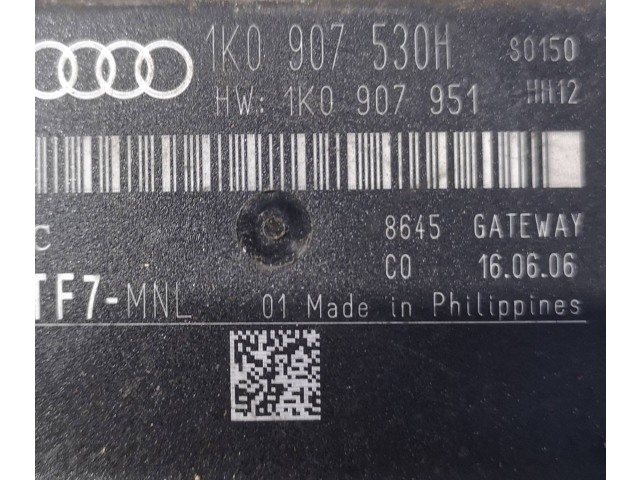 1K0 907 530H S0150
HW: 1K0 907 951 HH12
C 8645 GATEWAY
C0 16.06.06
TF7-MNL 01 Made in Philippines